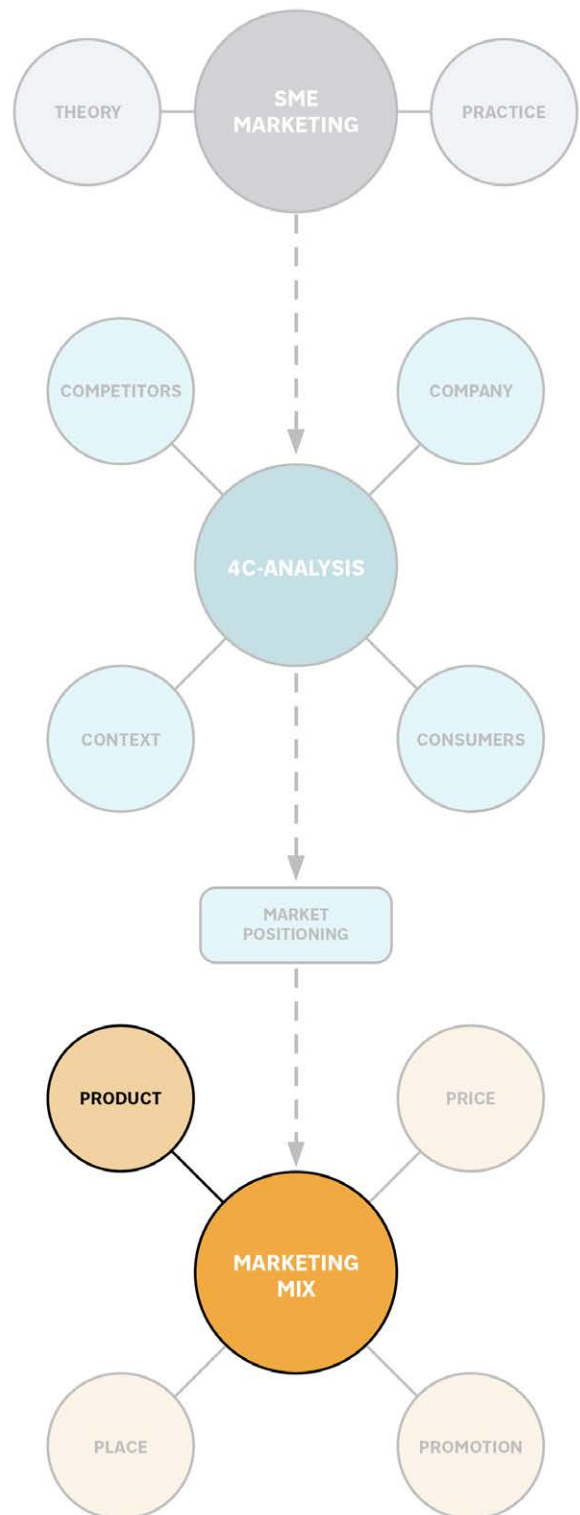 THEORY
SME
MARKETING
PRACTICE
COMPETITORS
COMPANY
4C-ANALYSIS
CONTEXT
CONSUMERS
MARKET
POSITIONING
PRODUCT
PRICE
MARKETING
MIX
PLACE
PROMOTION